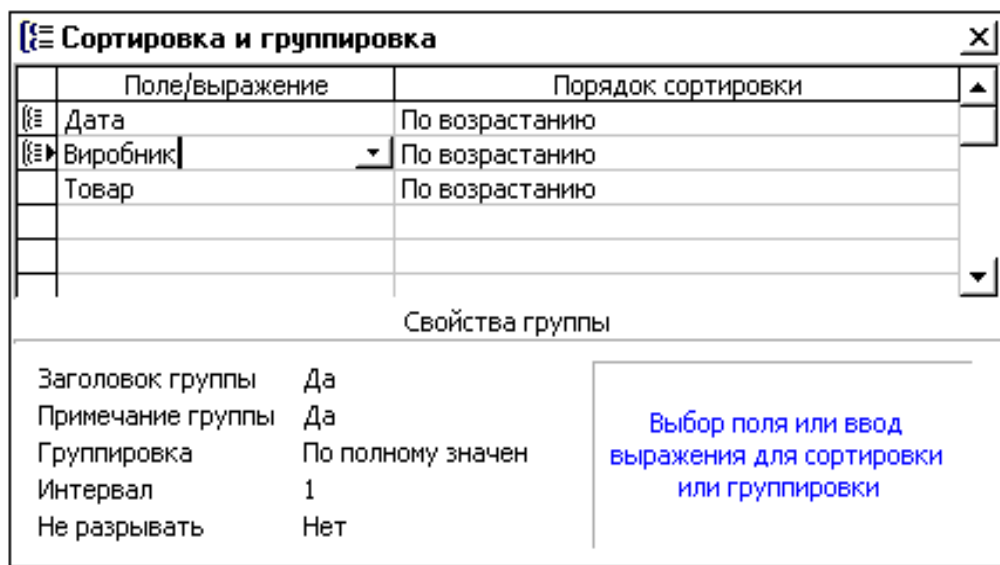 Сортировка и группировка
Поле/выражение Порядок сортировки
Дата По возрастанию
Виробник По возрастанию
Товар По возрастанию
Свойства группы
Заголовок группы Да
Примечание группы Да
Группировка По полному значен
Интервал 1
Не разрывать Нет
Выбор поля или ввод
выражения для сортировки
или группировки